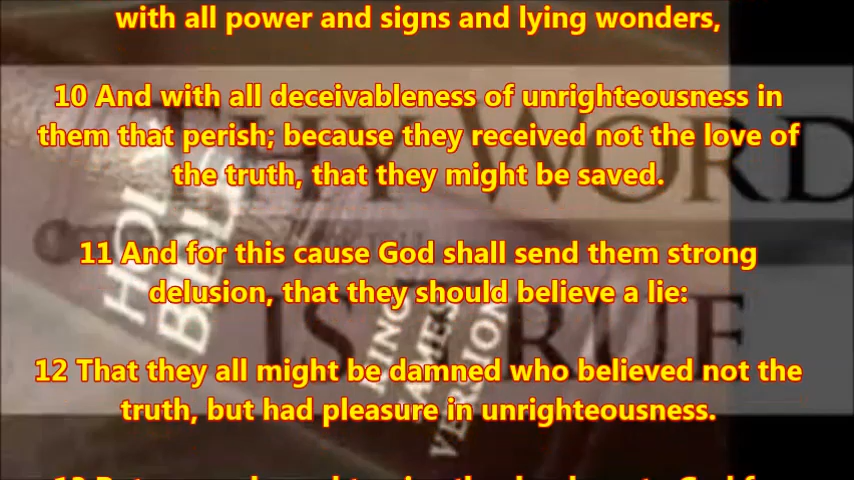 with all power and signs and lying wonders,
10 And with all deceivableness of unrighteousness in
them that perish; because they received not the love of
the truth, that they might be saved.
11 And for this cause God shall send them strong
delusion, that they should believe a lie:
12 That they all might be damned who believed not the
truth, but had pleasure in unrighteousness.
THY WORD
IS TRUE
HOLY
KING
JAMES
VERSION